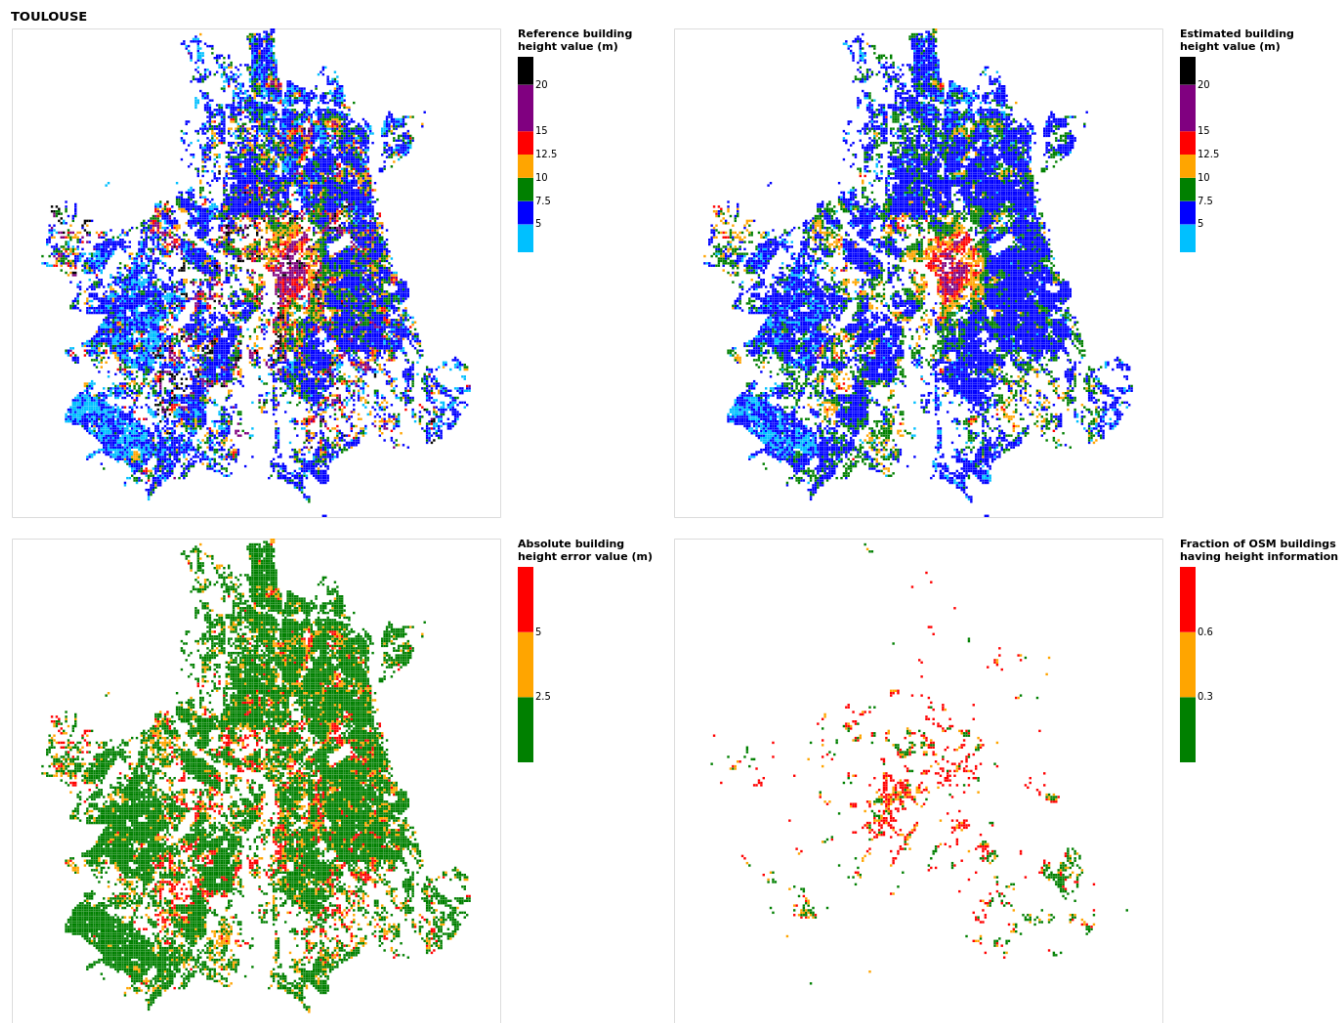 TOULOUSE
Reference building
height value (m)
20
15
12.5
10
7.5
5
Estimated building
height value (m)
20
15
12.5
10
7.5
5
Absolute building
height error value (m)
5
2.5
Fraction of OSM buildings
having height information
0.6
0.3